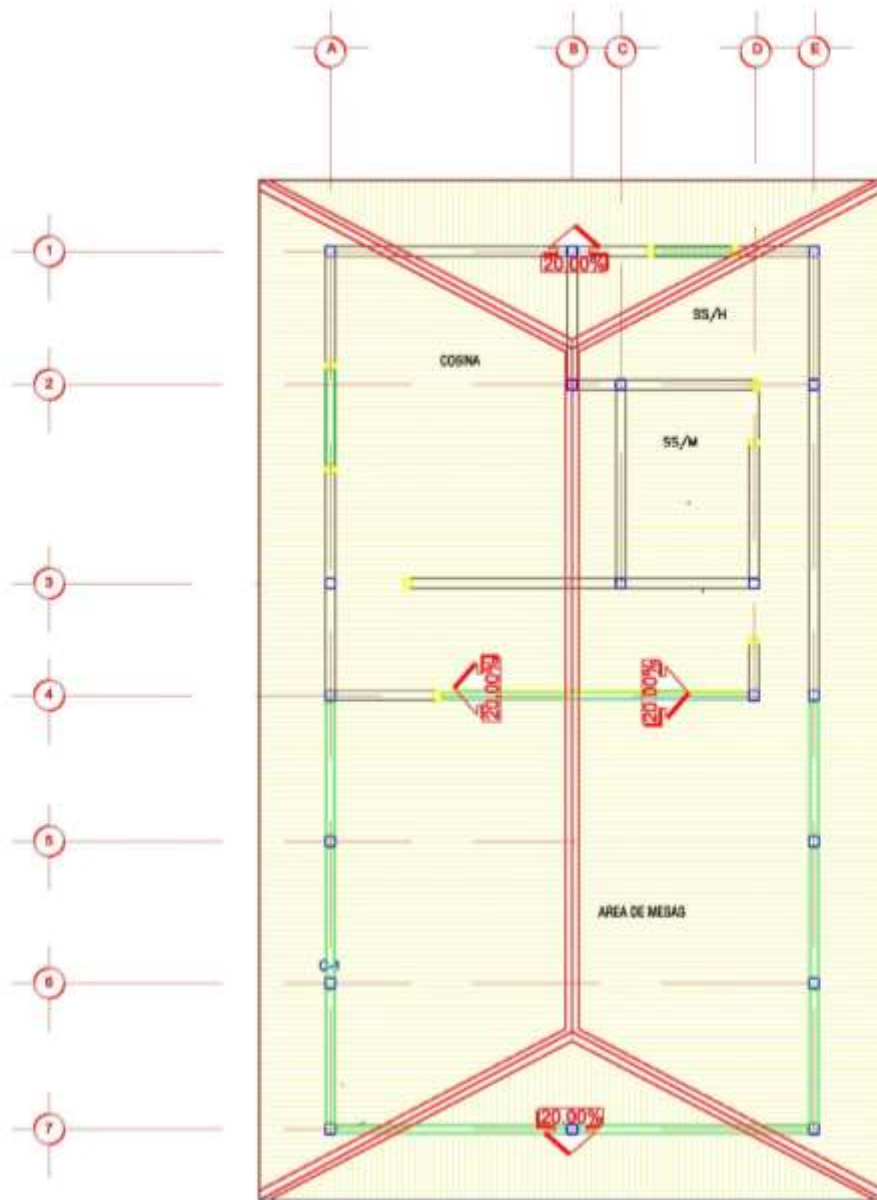 A B C D E
1
20.00%
SS/H
COSINA
2
SS/M
3
20.00% 20.00%
4
5
AREA DE MESAS
C-1
6
20.00%
7